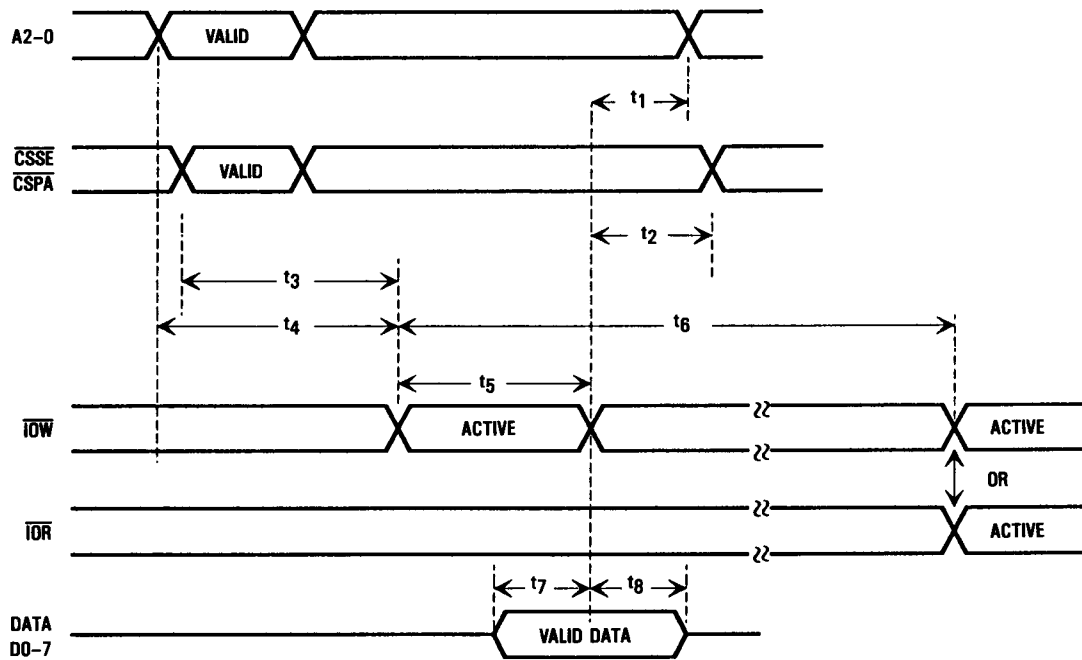 A2-0
VALID
t1
CSSE
CSPA
VALID
t2
t3
t4
t6
t5
IOW
ACTIVE
ACTIVE
OR
IOR
ACTIVE
t7
t8
DATA
D0-7
VALID DATA